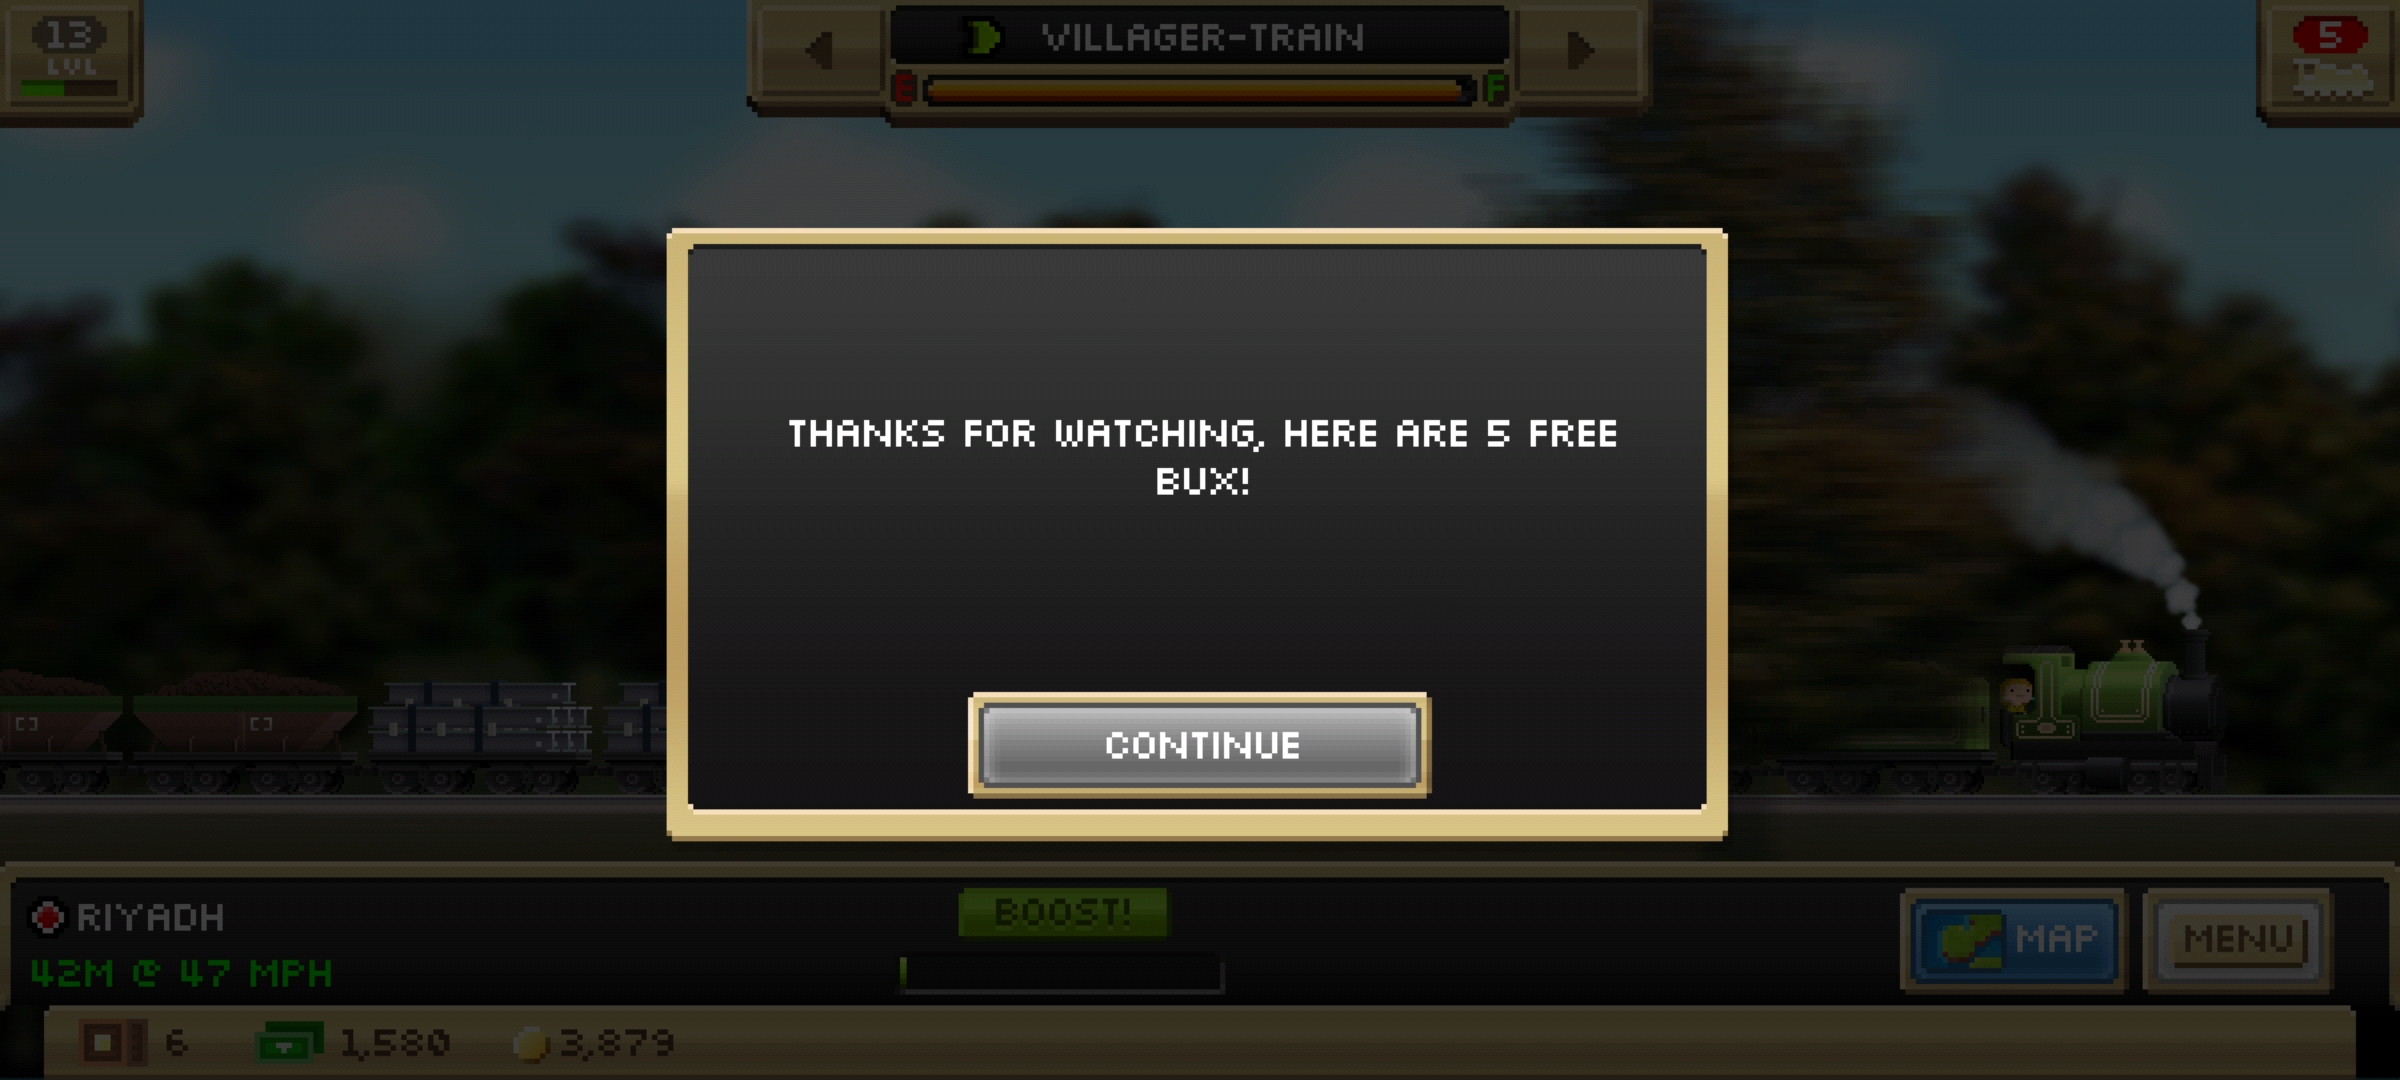 13
LVL
VILLAGER-TRAIN
E F
5
THANKS FOR WATCHING, HERE ARE 5 FREE
BUX!
CONTINUE
RIYADH
42M @ 47 MPH
BOOST!
MAP
MENU
6 1,580 3,879